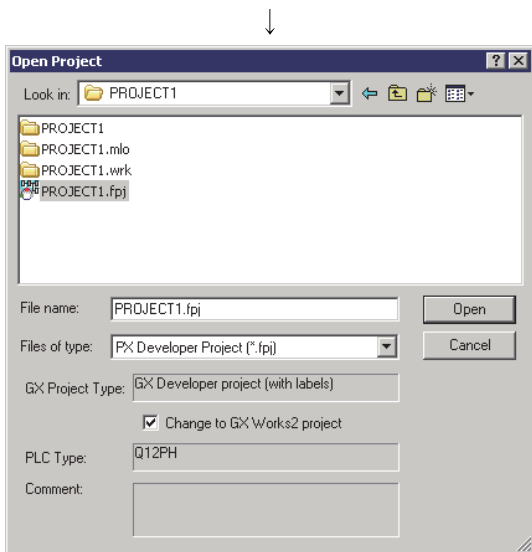 ↓
Open Project
Look in: PROJECT1
PROJECT1
PROJECT1.mlo
PROJECT1.wrk
PROJECT1.fpj
File name: PROJECT1.fpj Open
Files of type: PX Developer Project (*.fpj) Cancel
GX Project Type: GX Developer project (with labels)
Change to GX Works2 project
PLC Type: Q12PH
Comment: